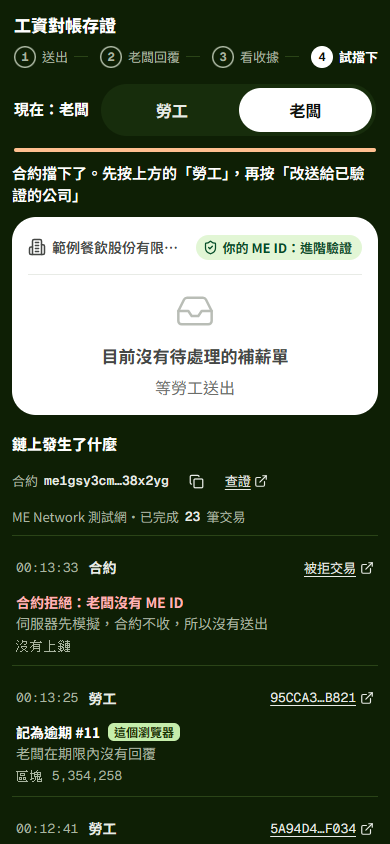 工資對帳存證
1 送出 2 老闆回覆 3 看收據 4 試擋下
現在：老闆 勞工 老闆
合約擋下了。先按上方的「勞工」，再按「改送給已驗
證的公司」
範例餐飲股份有限… 你的 ME ID：進階驗證
目前沒有待處理的補薪單
等勞工送出
鏈上發生了什麼
合約 me1gsy3cm…38x2yg 查證
ME Network 測試網・已完成 23 筆交易
00:13:33 合約 被拒交易
合約拒絕：老闆沒有 ME ID
伺服器先模擬，合約不收，所以沒有送出
沒有上鏈
00:13:25 勞工 95CCA3…B821
記為逾期 #11 這個瀏覽器
老闆在期限內沒有回覆
區塊 5,354,258
00:12:41 勞工 5A94D4…F034